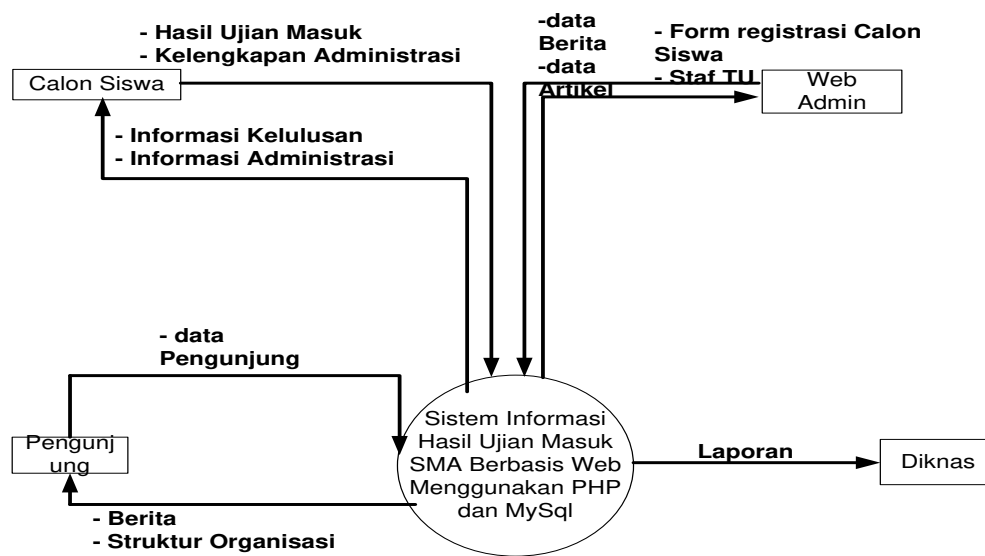 - Hasil Ujian Masuk
- Kelengkapan Administrasi
-data
Berita
-data
Artikel
- Form registrasi Calon
Siswa
- Staf TU
Calon Siswa
Web
Admin
- Informasi Kelulusan
- Informasi Administrasi
- data
Pengunjung
Pengunj
ung
Sistem Informasi
Hasil Ujian Masuk
SMA Berbasis Web
Menggunakan PHP
dan MySql
Laporan
Diknas
- Berita
- Struktur Organisasi